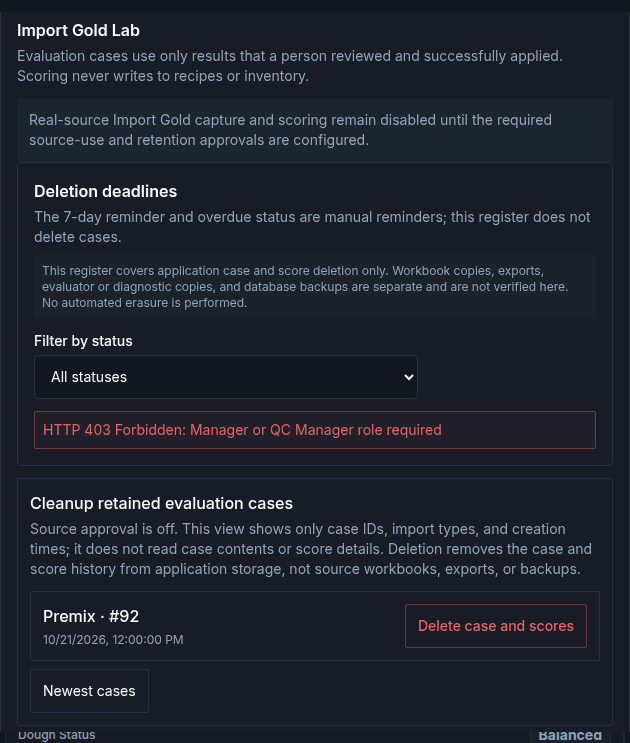 Import Gold Lab
Evaluation cases use only results that a person reviewed and successfully applied.
Scoring never writes to recipes or inventory.
Real-source Import Gold capture and scoring remain disabled until the required
source-use and retention approvals are configured.
Deletion deadlines
The 7-day reminder and overdue status are manual reminders; this register does not
delete cases.
This register covers application case and score deletion only. Workbook copies, exports,
evaluator or diagnostic copies, and database backups are separate and are not verified here.
No automated erasure is performed.
Filter by status
All statuses
HTTP 403 Forbidden: Manager or QC Manager role required
Cleanup retained evaluation cases
Source approval is off. This view shows only case IDs, import types, and creation
times; it does not read case contents or score details. Deletion removes the case and
score history from application storage, not source workbooks, exports, or backups.
Premix · #92
10/21/2026, 12:00:00 PM
Delete case and scores
Newest cases
Dough Status
Balanced